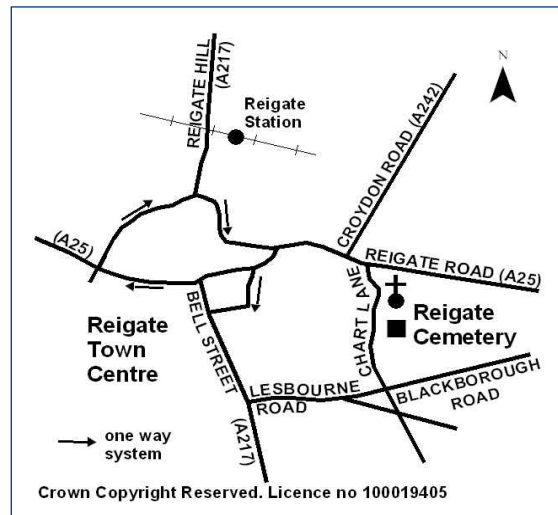 N
REIGATE HILL
(A217)
Reigate
Station
CROYDON ROAD (A242)
(A25)
REIGATE ROAD (A25)
CHART LANE
Reigate
Cemetery
Reigate
Town
Centre
BELL STREET
(A217)
LESBOURNE
ROAD
BLACKBOROUGH
ROAD
one way
system
Crown Copyright Reserved. Licence no 100019405